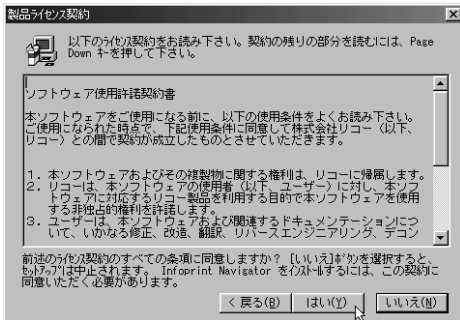 製品ライセンス契約
以下のライセンス契約をお読み下さい。契約の残りの部分を読むには、Page
Down キーを押して下さい。
ソフトウェア使用許諾契約書
本ソフトウェアをご使用になる前に、以下の使用条件をよくお読み下さい。
ご使用になられた時点で、下記使用条件に同意して株式会社リコー（以下、
リコー）との間で契約が成立したものとさせていただきます。
1．本ソフトウェアおよびその複製物に関する権利は、リコーに帰属します。
2．リコーは、本ソフトウェアの使用者（以下、ユーザー）に対し、本ソフ
トウェアに対応するリコー製品を利用する目的で本ソフトウェアを使用
する非独占的権利を許諾します。
3．ユーザーは、本ソフトウェアおよび関連するドキュメンテーションにつ
いて、いかなる修正、改造、翻訳、リバースエンジニアリング、デコン
前述のライセンス契約のすべての条項に同意しますか？ [いいえ]ボタンを選択すると、
セットアップは中止されます。 Infoprint Navigator をインストールするには、この契約に
同意いただく必要があります。
< 戻る(B)
はい(Y)
いいえ(N)